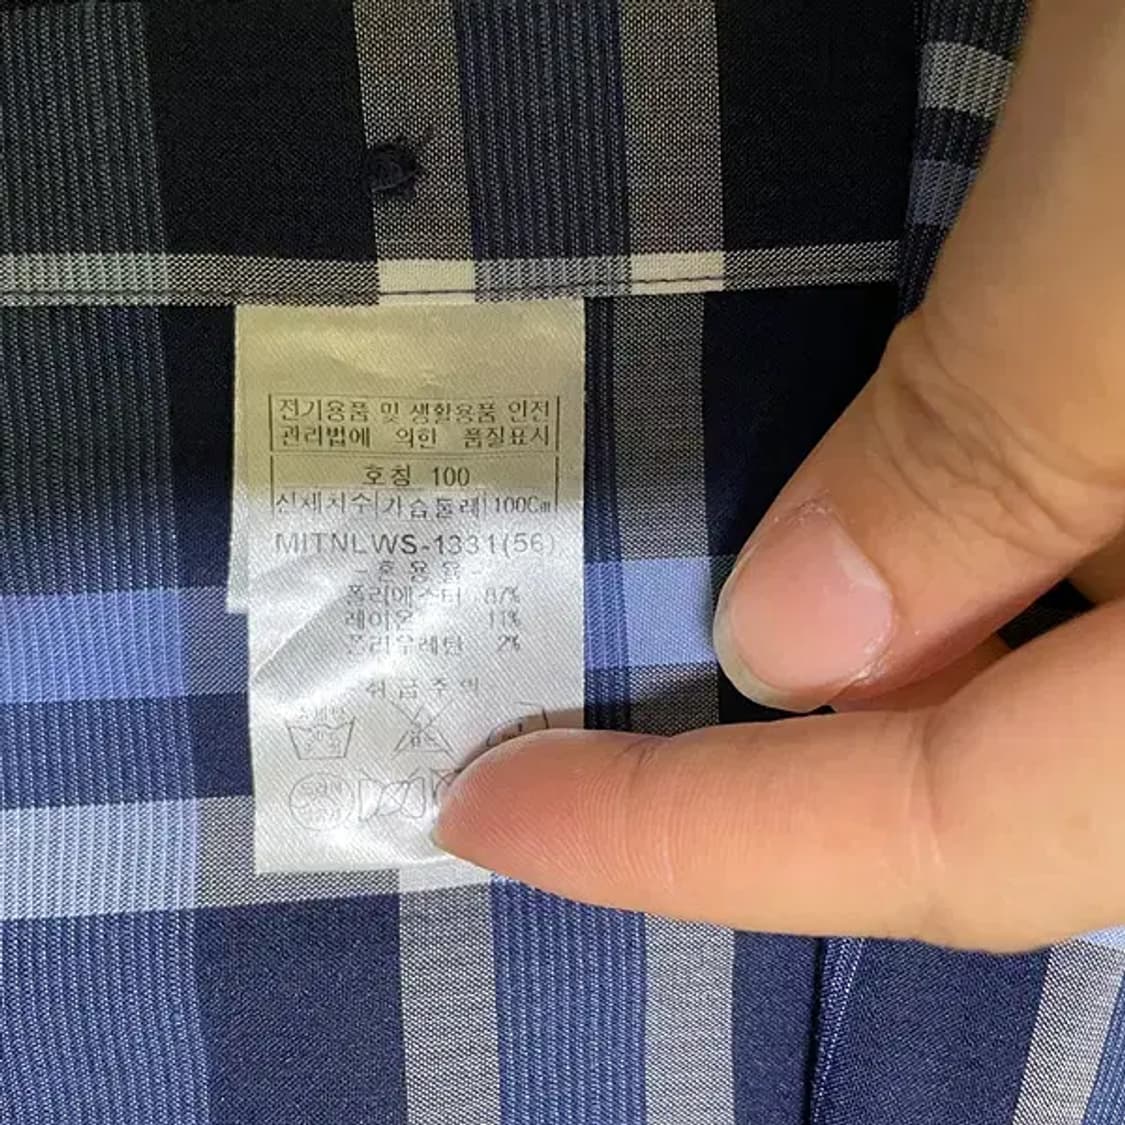 전기용품 및 생활용품 안전
관리법에 의한 품질표시
호칭 100
신체치수 가슴둘레 100Cm
MITNLWS-1331(56)
-혼용율-
폴리에스터 87%
레이온 11%
폴리우레탄 2%
취급주의